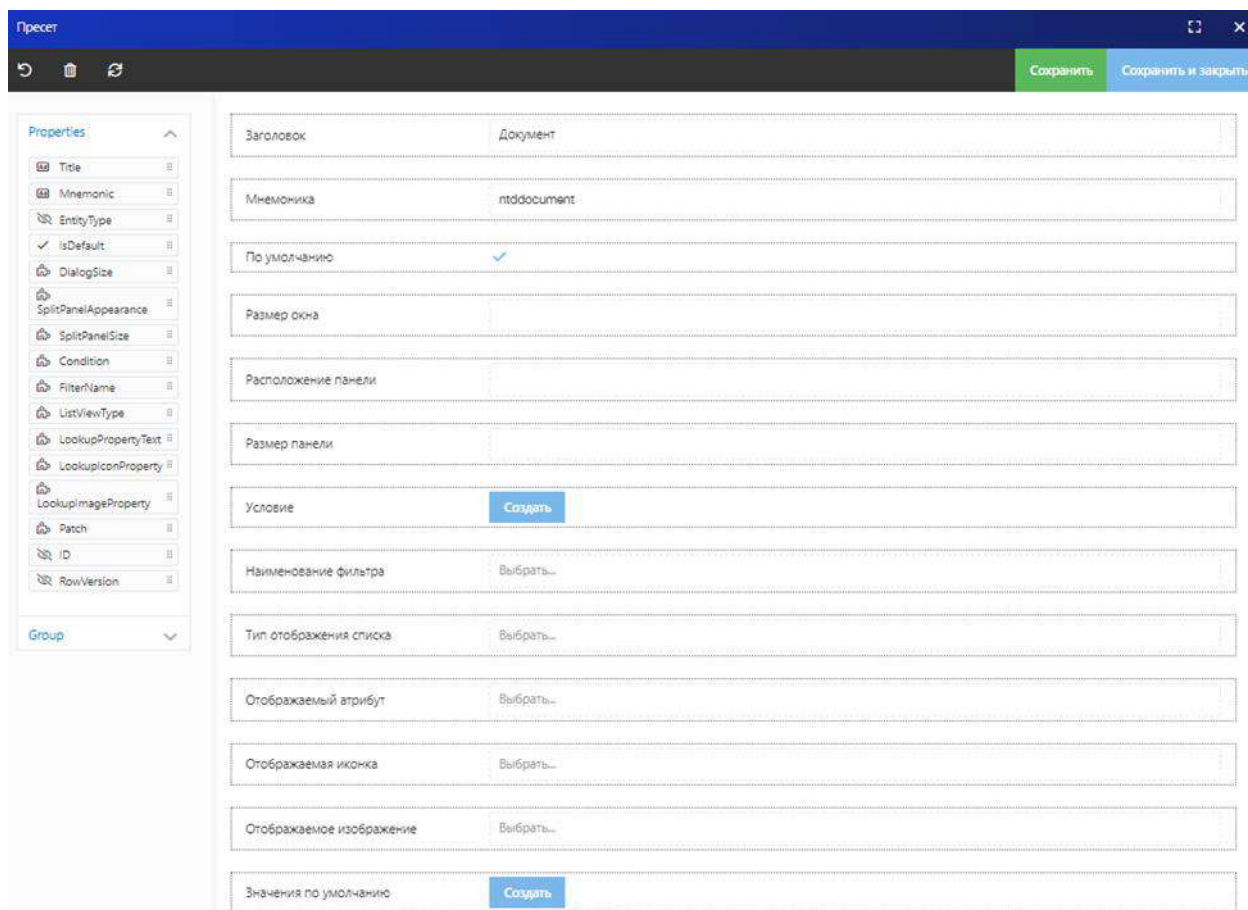 Пресет
Сохранить Сохранить и закрыть
Properties
Title
Mnemonic
EntityType
IsDefault
DialogSize
SplitPanelAppearance
SplitPanelSize
Condition
FilterName
ListViewType
LookupPropertyText
LookupIconProperty
LookupImageProperty
Patch
ID
RowVersion
Group
Заголовок Документ
Мнемоника ntddocument
По умолчанию
Размер окна
Расположение панели
Размер панели
Условие Создать
Наименование фильтра Выбрать...
Тип отображения списка Выбрать...
Отображаемый атрибут Выбрать...
Отображаемая иконка Выбрать...
Отображаемое изображение Выбрать...
Значения по умолчанию Создать